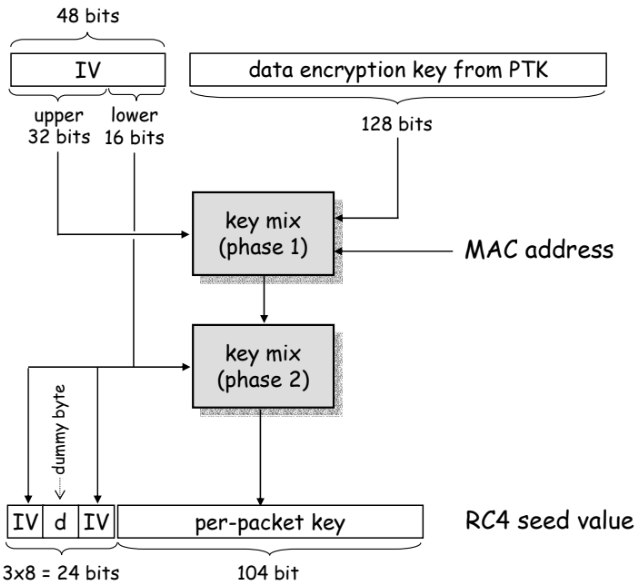 48 bits
IV
data encryption key from PTK
upper
32 bits
lower
16 bits
128 bits
key mix
(phase 1)
MAC address
key mix
(phase 2)
dummy byte
IV d IV
per-packet key
RC4 seed value
3x8 = 24 bits
104 bit